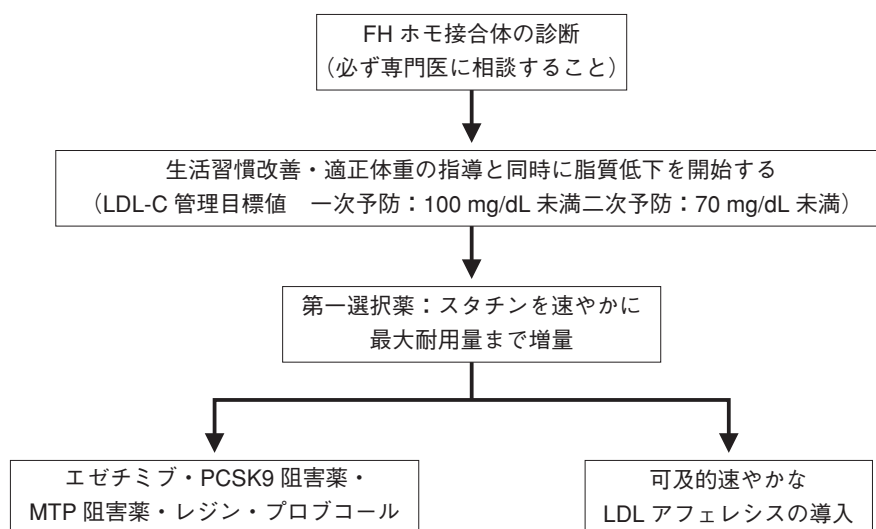 FH ホモ接合体の診断
（必ず専門医に相談すること）
生活習慣改善・適正体重の指導と同時に脂質低下を開始する
（LDL-C 管理目標値　一次予防：100 mg/dL 未満二次予防：70 mg/dL 未満）
第一選択薬：スタチンを速やかに
最大耐用量まで増量
エゼチミブ・PCSK9 阻害薬・
MTP 阻害薬・レジン・プロブコール
可及的速やかな
LDL アフェレシスの導入